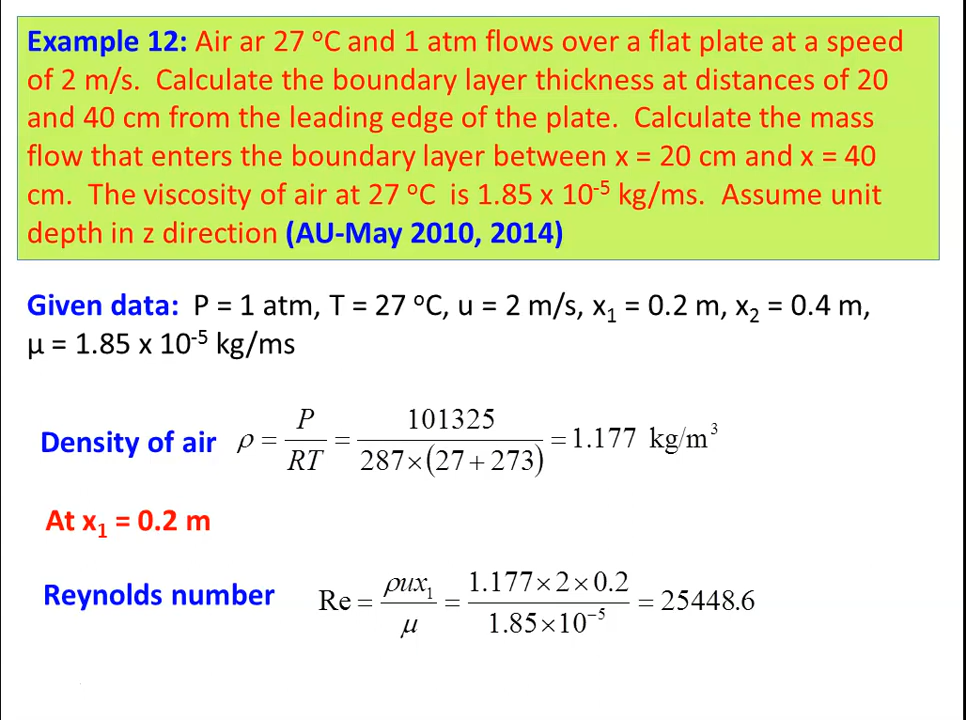 Example 12: Air ar 27 °C and 1 atm flows over a flat plate at a speed
of 2 m/s. Calculate the boundary layer thickness at distances of 20
and 40 cm from the leading edge of the plate. Calculate the mass
flow that enters the boundary layer between x = 20 cm and x = 40
cm. The viscosity of air at 27 °C is 1.85 x 10⁻⁵ kg/ms. Assume unit
depth in z direction (AU-May 2010, 2014)
Given data: P = 1 atm, T = 27 °C, u = 2 m/s, x₁ = 0.2 m, x₂ = 0.4 m,
μ = 1.85 x 10⁻⁵ kg/ms
Density of air ρ = P/RT = 101325/(287×(27+273)) = 1.177 kg/m³
At x₁ = 0.2 m
Reynolds number Re = ρux₁/μ = 1.177×2×0.2/1.85×10⁻⁵ = 25448.6